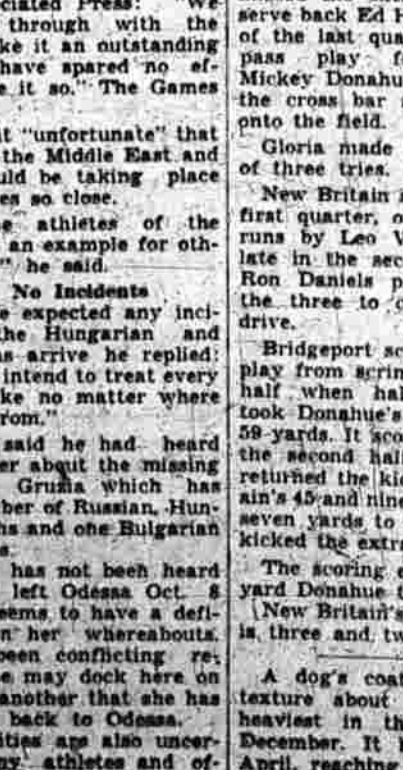 ciated Press: "We
through with the
ke it an outstanding
have spared no ef-
e it so." The Games
it "unfortunate" that
the Middle East and
uld be taking place
es so close.
e athletes of the
an example for oth-
" he said.
No Incidents
e expected any inci-
the Hungarian and
s arrive he replied:
intend to treat every
ke no matter where
rom."
said he had heard
er about the missing
Gruzia which has
ber of Russian, Hun-
ns and one Bulgarian
s
has not been heard
left Odessa Oct. 8
eems to have a defi-
n her whereabouts.
been conflicting re-
e may dock here on
another that she has
back to Odessa.
ities are also uncer-
ny athletes and of-
serve back Ed H
of the last qua
pass play f
Mickey Donahu
the cross bar
onto the field.
Gloria made
of three tries.
New Britain
first quarter, o
runs by Leo V
late in the sec
Ron Daniels p
the three to c
drive.
Bridgeport sc
play from scrim
half when hal
took Donahue's
59 yards. It sco
the second half
returned the kic
ain's 45 and nine
seven yards to
kicked the extra
The scoring
yard Donahue t
New Britain's
is, three and tw
A dog's coat
texture about
heaviest in th
December. It
April, reaching